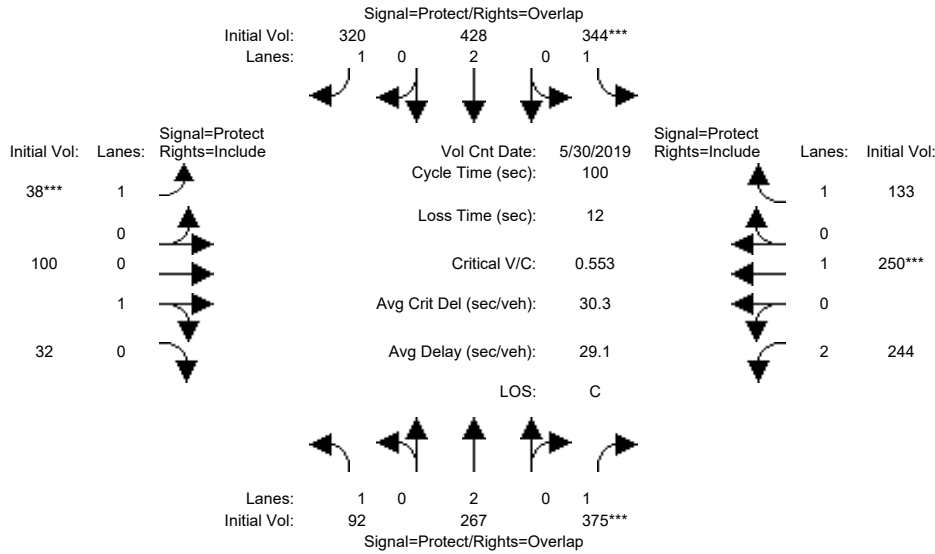 Signal=Protect/Rights=Overlap
Initial Vol: 320 428 344***
Lanes: 1 0 2 0 1
Signal=Protect
Initial Vol: Lanes: Rights=Include
Vol Cnt Date: 5/30/2019
Signal=Protect
Rights=Include Lanes: Initial Vol:
Cycle Time (sec): 100
38*** 1
1 133
Loss Time (sec): 12
0
0
100 0
Critical V/C: 0.553
1 250***
1
Avg Crit Del (sec/veh): 30.3
0
32 0
Avg Delay (sec/veh): 29.1
2 244
LOS: C
Lanes: 1 0 2 0 1
Initial Vol: 92 267 375***
Signal=Protect/Rights=Overlap